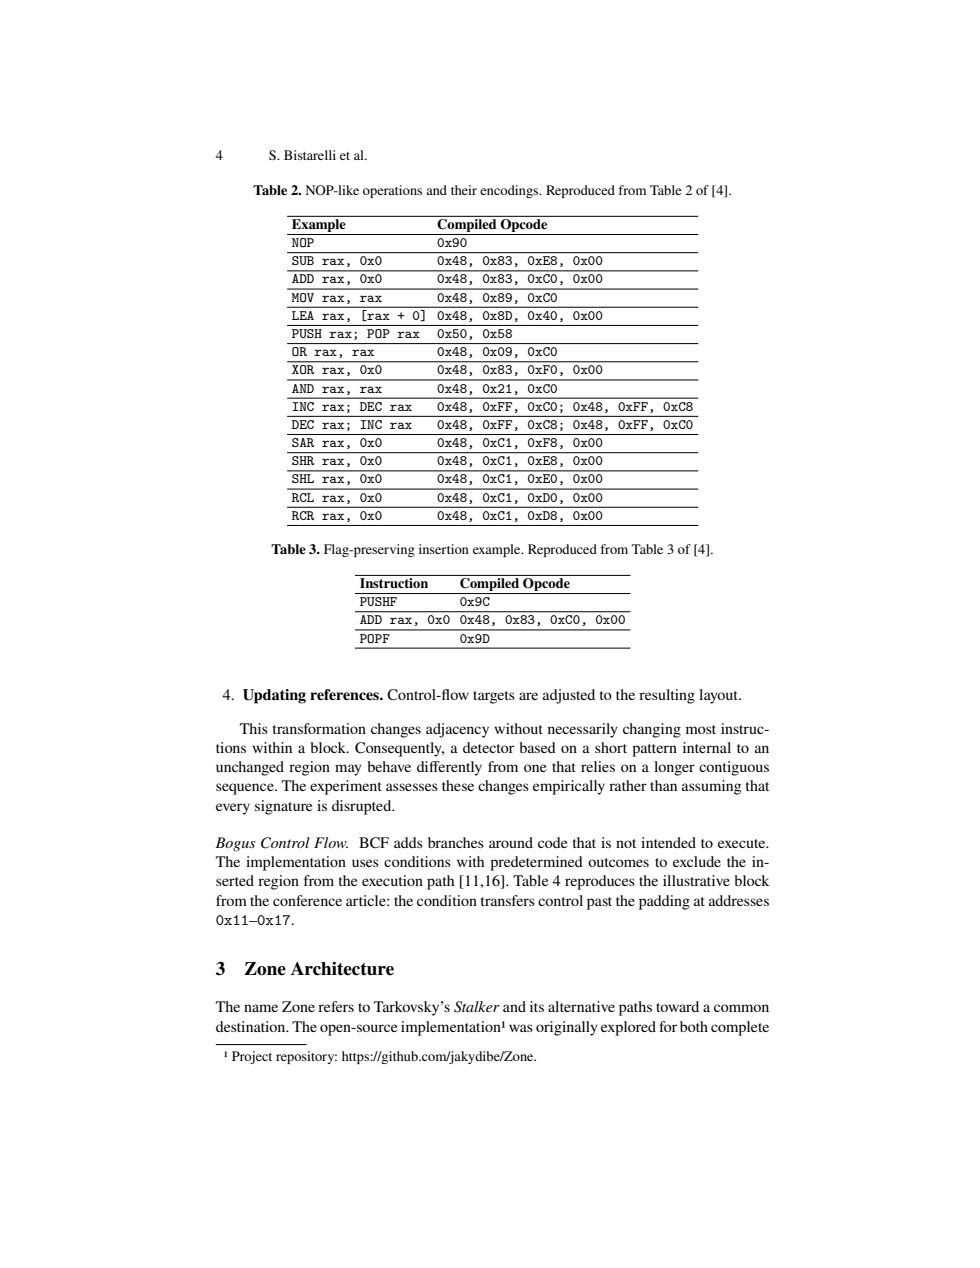 4 S. Bistarelli et al.
Table 2. NOP-like operations and their encodings. Reproduced from Table 2 of [4].
Example Compiled Opcode
NOP 0x90
SUB rax, 0x0 0x48, 0x83, 0xE8, 0x00
ADD rax, 0x0 0x48, 0x83, 0xC0, 0x00
MOV rax, rax 0x48, 0x89, 0xC0
LEA rax, [rax + 0] 0x48, 0x8D, 0x40, 0x00
PUSH rax; POP rax 0x50, 0x58
OR rax, rax 0x48, 0x09, 0xC0
XOR rax, 0x0 0x48, 0x83, 0xF0, 0x00
AND rax, rax 0x48, 0x21, 0xC0
INC rax; DEC rax 0x48, 0xFF, 0xC0; 0x48, 0xFF, 0xC8
DEC rax; INC rax 0x48, 0xFF, 0xC8; 0x48, 0xFF, 0xC0
SAR rax, 0x0 0x48, 0xC1, 0xF8, 0x00
SHR rax, 0x0 0x48, 0xC1, 0xE8, 0x00
SHL rax, 0x0 0x48, 0xC1, 0xE0, 0x00
RCL rax, 0x0 0x48, 0xC1, 0xD0, 0x00
RCR rax, 0x0 0x48, 0xC1, 0xD8, 0x00
Table 3. Flag-preserving insertion example. Reproduced from Table 3 of [4].
Instruction Compiled Opcode
PUSHF 0x9C
ADD rax, 0x0 0x48, 0x83, 0xC0, 0x00
POPF 0x9D
4. Updating references. Control-flow targets are adjusted to the resulting layout.
This transformation changes adjacency without necessarily changing most instruc-
tions within a block. Consequently, a detector based on a short pattern internal to an
unchanged region may behave differently from one that relies on a longer contiguous
sequence. The experiment assesses these changes empirically rather than assuming that
every signature is disrupted.
Bogus Control Flow. BCF adds branches around code that is not intended to execute.
The implementation uses conditions with predetermined outcomes to exclude the in-
serted region from the execution path [11,16]. Table 4 reproduces the illustrative block
from the conference article: the condition transfers control past the padding at addresses
0x11–0x17.
3 Zone Architecture
The name Zone refers to Tarkovsky's Stalker and its alternative paths toward a common
destination. The open-source implementation¹ was originally explored for both complete
¹ Project repository: https://github.com/jakydibe/Zone.